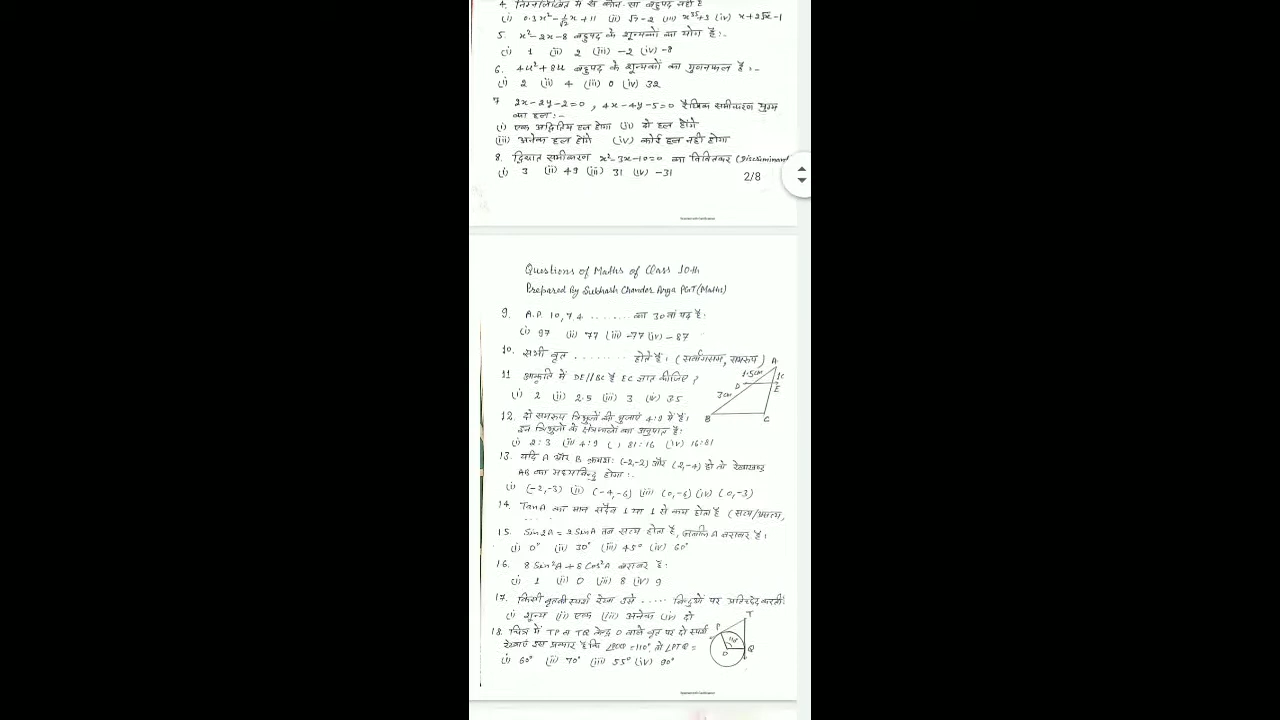 4. निम्नलिखित में से कौन-सा बहुपद नहीं है
(i) 0.3x²-1/√2x+11 (ii) √7-2 (iii) x³⁵+3 (iv) x+2√x-1
5. x²-2x-8 बहुपद के शून्यकों का योग है:-
(i) 1 (ii) 2 (iii) -2 (iv) -8
6. 4u²+8u बहुपद के शून्यकों का गुणनफल है:-
(i) 2 (ii) 4 (iii) 0 (iv) 32
7 2x-2y-2=0, 4x-4y-5=0 रैखिक समीकरण युग्म
का हल:-
(i) एक अद्वितिय हल होगा (ii) दो हल होंगे
(iii) अनेक हल होंगे (iv) कोई हल नहीं होगा
8. द्विघात समीकरण x²-3x-10=0 का विविक्तकर (Discriminant
(i) 3 (ii) 49 (iii) 31 (iv) -31
2/8
Questions of Maths of Class 10th
Prepared By Subhash Chander Arya PGT (Maths)
9. A.P. 10,7,4 ........ का 30 वां पद है:
(i) 97 (ii) 77 (iii) -77 (iv) -87
10. सभी वृत ........ होते हैं। (सर्वांगसम, समरूप)
11 आकृति में DE//BC है EC ज्ञात कीजिए?
(i) 2 (ii) 2.5 (iii) 3 (iv) 3.5
A
1.5cm
1c
D
E
3cm
B
C
12. दो समरूप त्रिभुजों की भुजाएं 4:9 में हैं।
इन त्रिभुजों के क्षेत्रफलों का अनुपात है:
(i) 2:3 (ii) 4:9 ( ) 81:16 (iv) 16:81
13. यदि A और B क्रमश: (-2,-2) और (2,-4) हो तो रेखाखण्ड
AB का मध्यबिन्दु होगा:-
(i) (-2,-3) (ii) (-4,-6) (iii) (0,-6) (iv) (0,-3)
14. TanA का मान सदैव 1 या 1 से कम होता है (सत्य/असत्य,
15. Sin2A = 2SinA तब सत्य होता है, जबकि A बराबर है:
(i) 0° (ii) 30° (iii) 45° (iv) 60°
16. 8 Sin²A + 8 Cos²A बराबर है:
(i) 1 (ii) 0 (iii) 8 (iv) 9
17. किसी वृत की स्पर्श रेखा उसे ..... बिन्दुओं पर प्रतिच्छेद करती।
(i) शून्य (ii) एक (iii) अनेक (iv) दो
18. चित्र में TP व TQ केन्द्र O वाले वृत पर दो स्पर्श
रेखाएं इस प्रकार हैं कि ∠POQ=110°, तो ∠PTQ =
(i) 60° (ii) 70° (iii) 55° (iv) 90°
T
P
O
Q